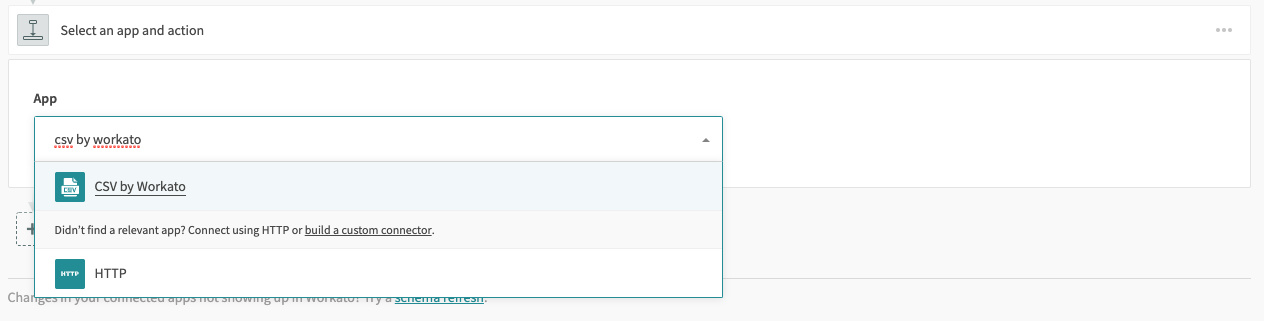 Select an app and action
App
csv by workato
CSV
CSV by Workato
Didn't find a relevant app? Connect using HTTP or build a custom connector.
HTTP
HTTP
Changes in your connected apps not showing up in Workato? Try a schema refresh.